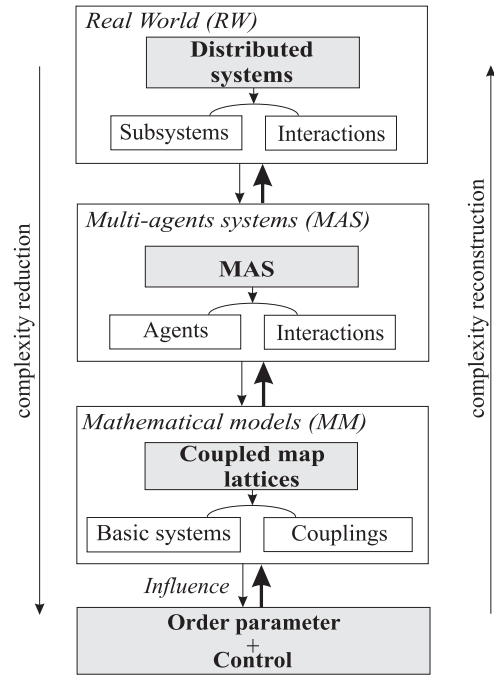 Real World (RW)
Distributed
systems
Subsystems
Interactions
Multi-agents systems (MAS)
MAS
Agents
Interactions
Mathematical models (MM)
Coupled map
lattices
Basic systems
Couplings
Influence
Order parameter
+
Control
complexity reduction
complexity reconstruction